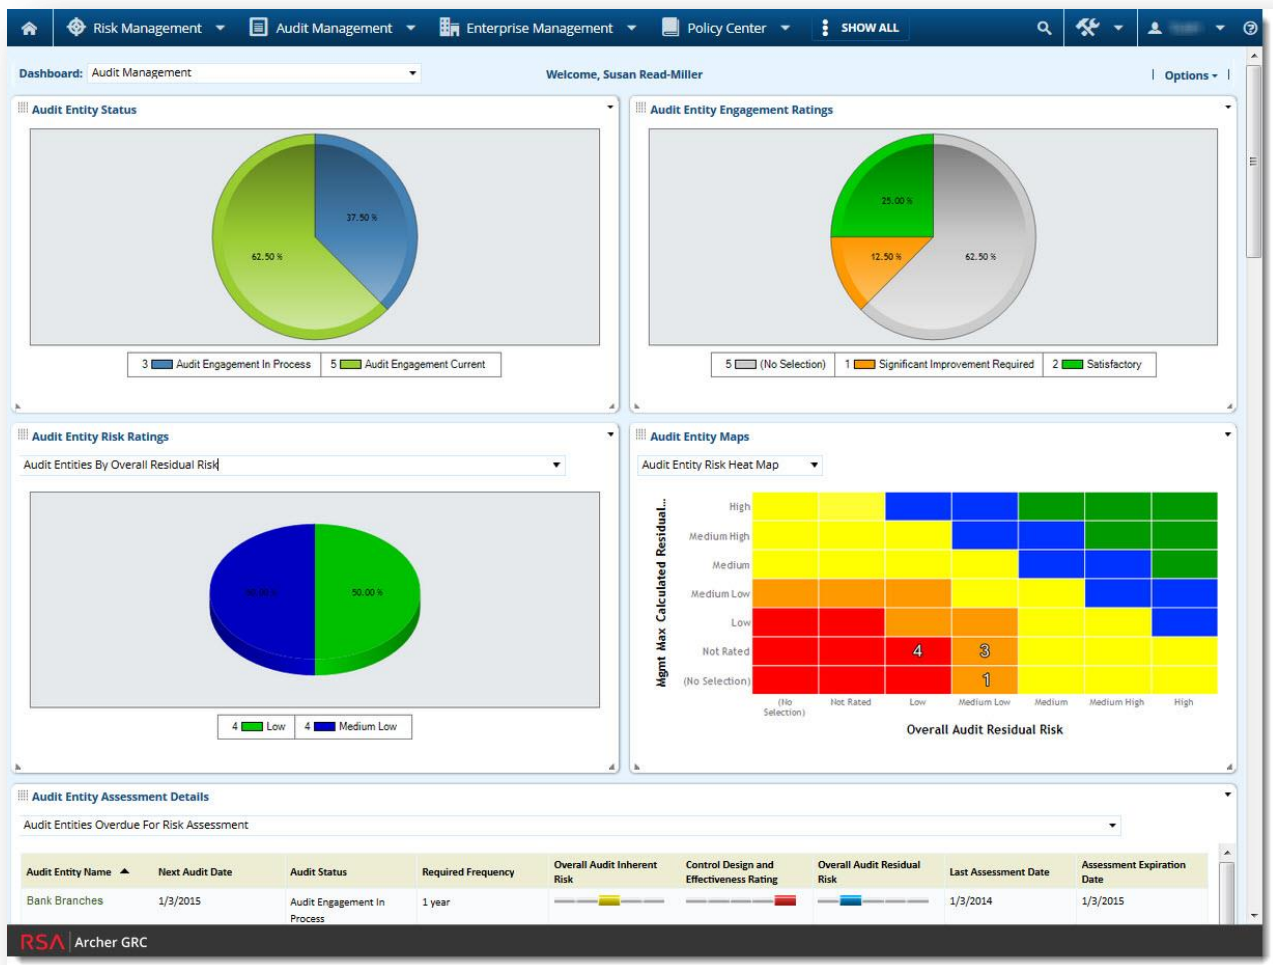 Risk Management Audit Management Enterprise Management Policy Center SHOW ALL
Dashboard: Audit Management Welcome, Susan Read-Miller | Options |
Audit Entity Status
37.50 %
62.50 %
3 Audit Engagement In Process 5 Audit Engagement Current
Audit Entity Engagement Ratings
25.00 %
12.50 %
62.50 %
5 (No Selection) 1 Significant Improvement Required 2 Satisfactory
Audit Entity Risk Ratings
Audit Entities By Overall Residual Risk
50.00 %
50.00 %
4 Low 4 Medium Low
Audit Entity Maps
Audit Entity Risk Heat Map
Mgmt Max Calculated Residual...
High
Medium High
Medium
Medium Low
Low
Not Rated 4 3
(No Selection) 1
(No Selection) Not Rated Low Medium Low Medium Medium High High
Overall Audit Residual Risk
Audit Entity Assessment Details
Audit Entities Overdue For Risk Assessment
Audit Entity Name Next Audit Date Audit Status Required Frequency Overall Audit Inherent Risk Control Design and Effectiveness Rating Overall Audit Residual Risk Last Assessment Date Assessment Expiration Date
Bank Branches 1/3/2015 Audit Engagement In Process 1 year 1/3/2014 1/3/2015
RSA Archer GRC